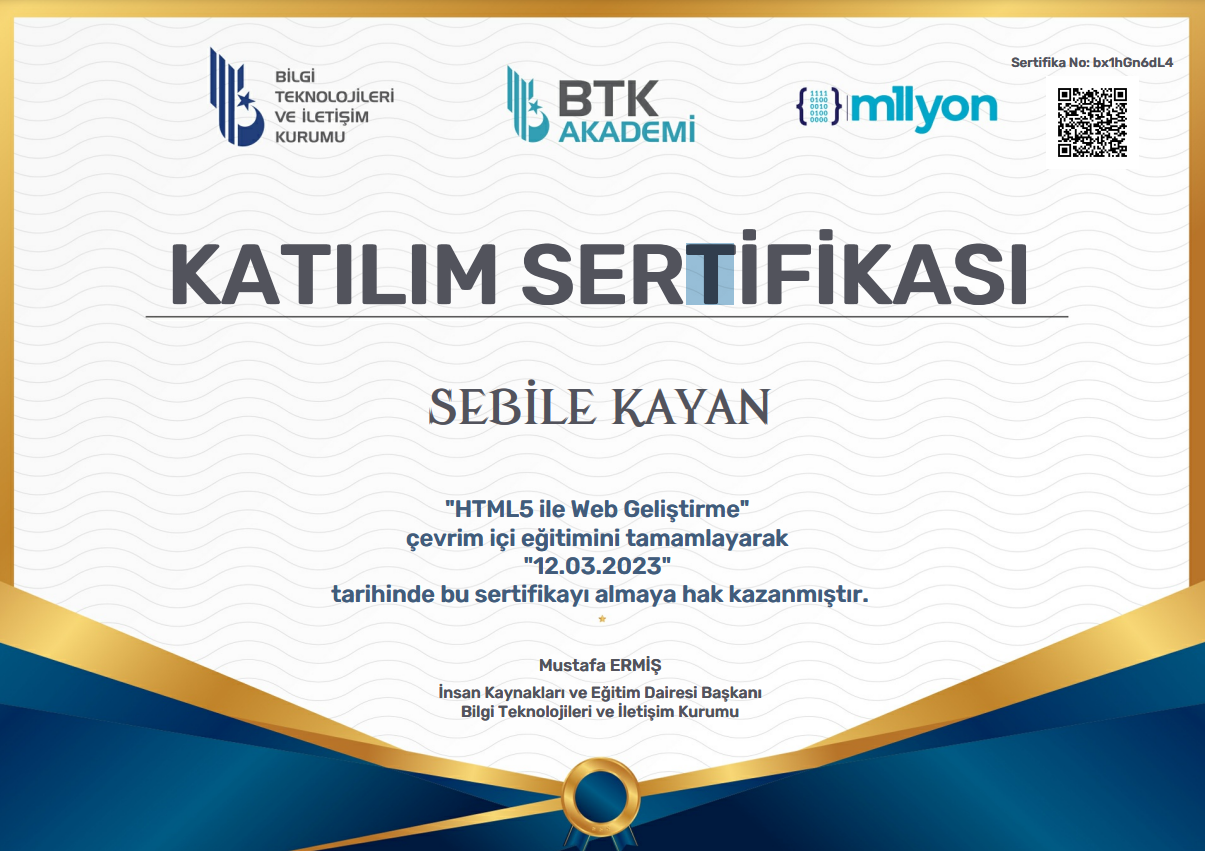 BİLGİ
TEKNOLOJİLERİ
VE İLETİŞİM
KURUMU
BTK
AKADEMİ
1111
0100
0010
0100
0000
m1lyon
Sertifika No: bx1hGn6dL4
KATILIM SERTİFİKASI
SEBİLE KAYAN
"HTML5 ile Web Geliştirme"
çevrim içi eğitimini tamamlayarak
"12.03.2023"
tarihinde bu sertifikayı almaya hak kazanmıştır.
Mustafa ERMİŞ
İnsan Kaynakları ve Eğitim Dairesi Başkanı
Bilgi Teknolojileri ve İletişim Kurumu